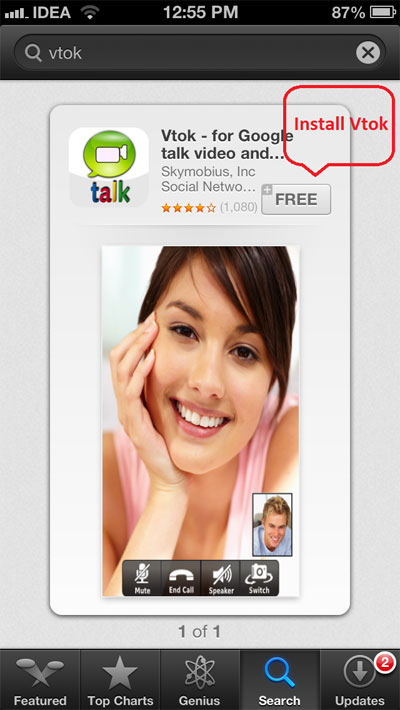 IDEA 12:55 PM 87%
vtok
Install Vtok
talk
Vtok - for Google
talk video and...
Skymobius, Inc
Social Netwo...
(1,080)
FREE
Mute End Call Speaker Switch
1 of 1
2
Featured Top Charts Genius Search Updates